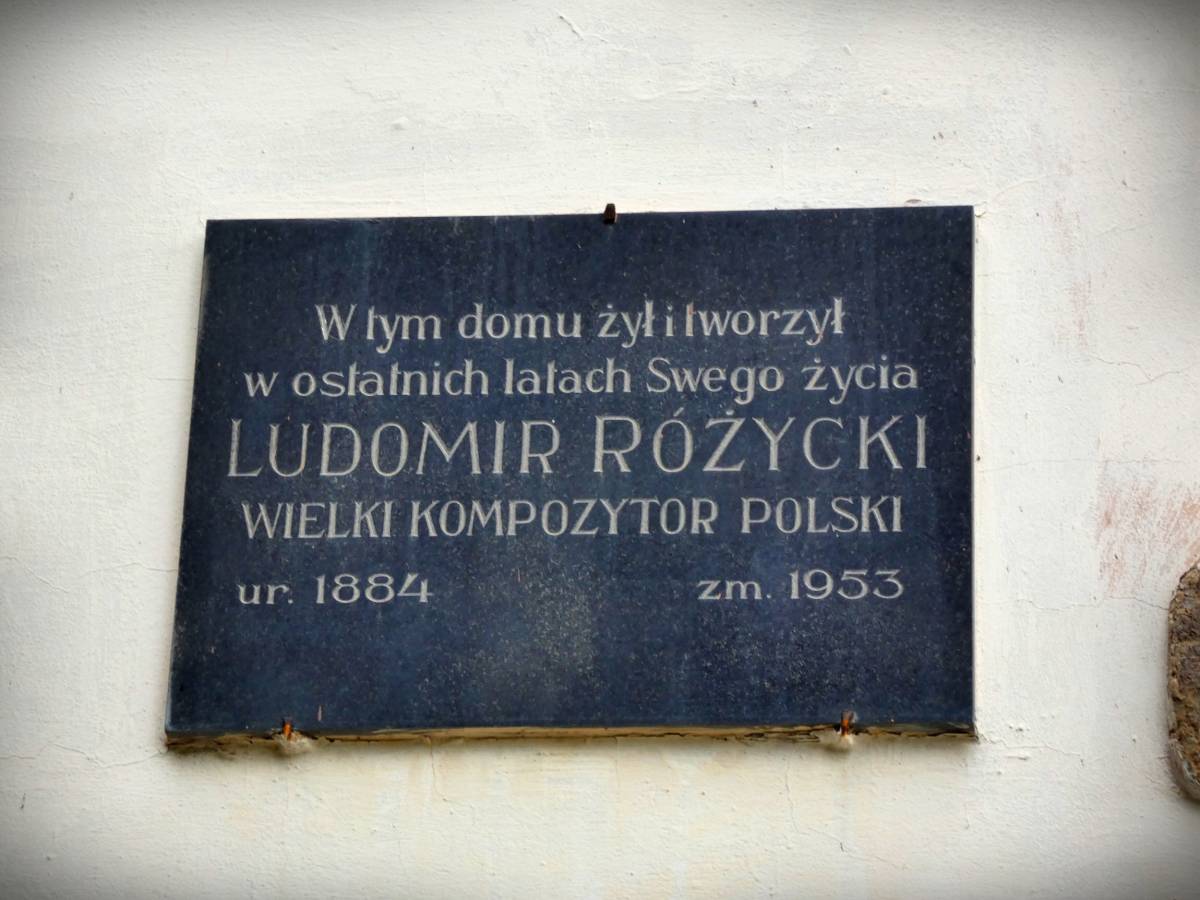 W tym domu żył i tworzył
w ostatnich latach Swego życia
LUDOMIR RÓŻYCKI
WIELKI KOMPOZYTOR POLSKI
ur. 1884 zm. 1953